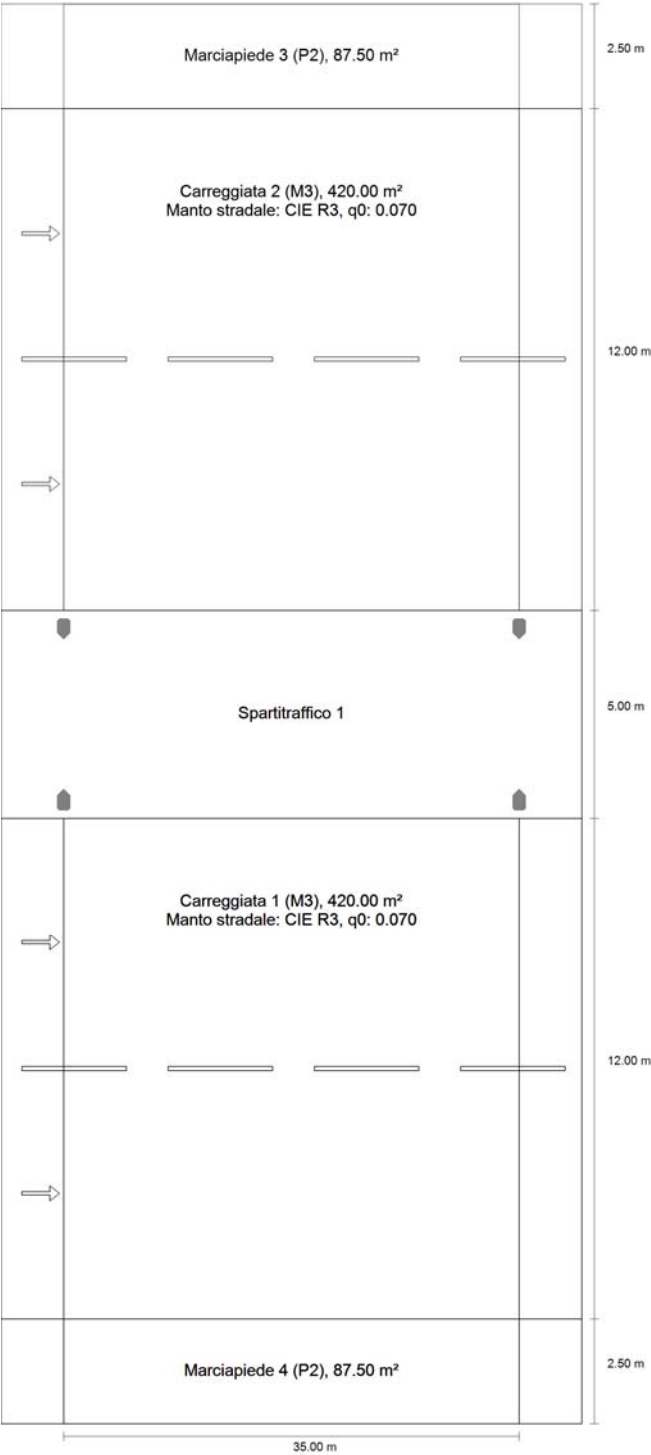 Marciapiede 3 (P2), 87.50 m²
2.50 m
Carreggiata 2 (M3), 420.00 m²
Manto stradale: CIE R3, q0: 0.070
12.00 m
Spartitraffico 1
5.00 m
Carreggiata 1 (M3), 420.00 m²
Manto stradale: CIE R3, q0: 0.070
12.00 m
Marciapiede 4 (P2), 87.50 m²
2.50 m
35.00 m